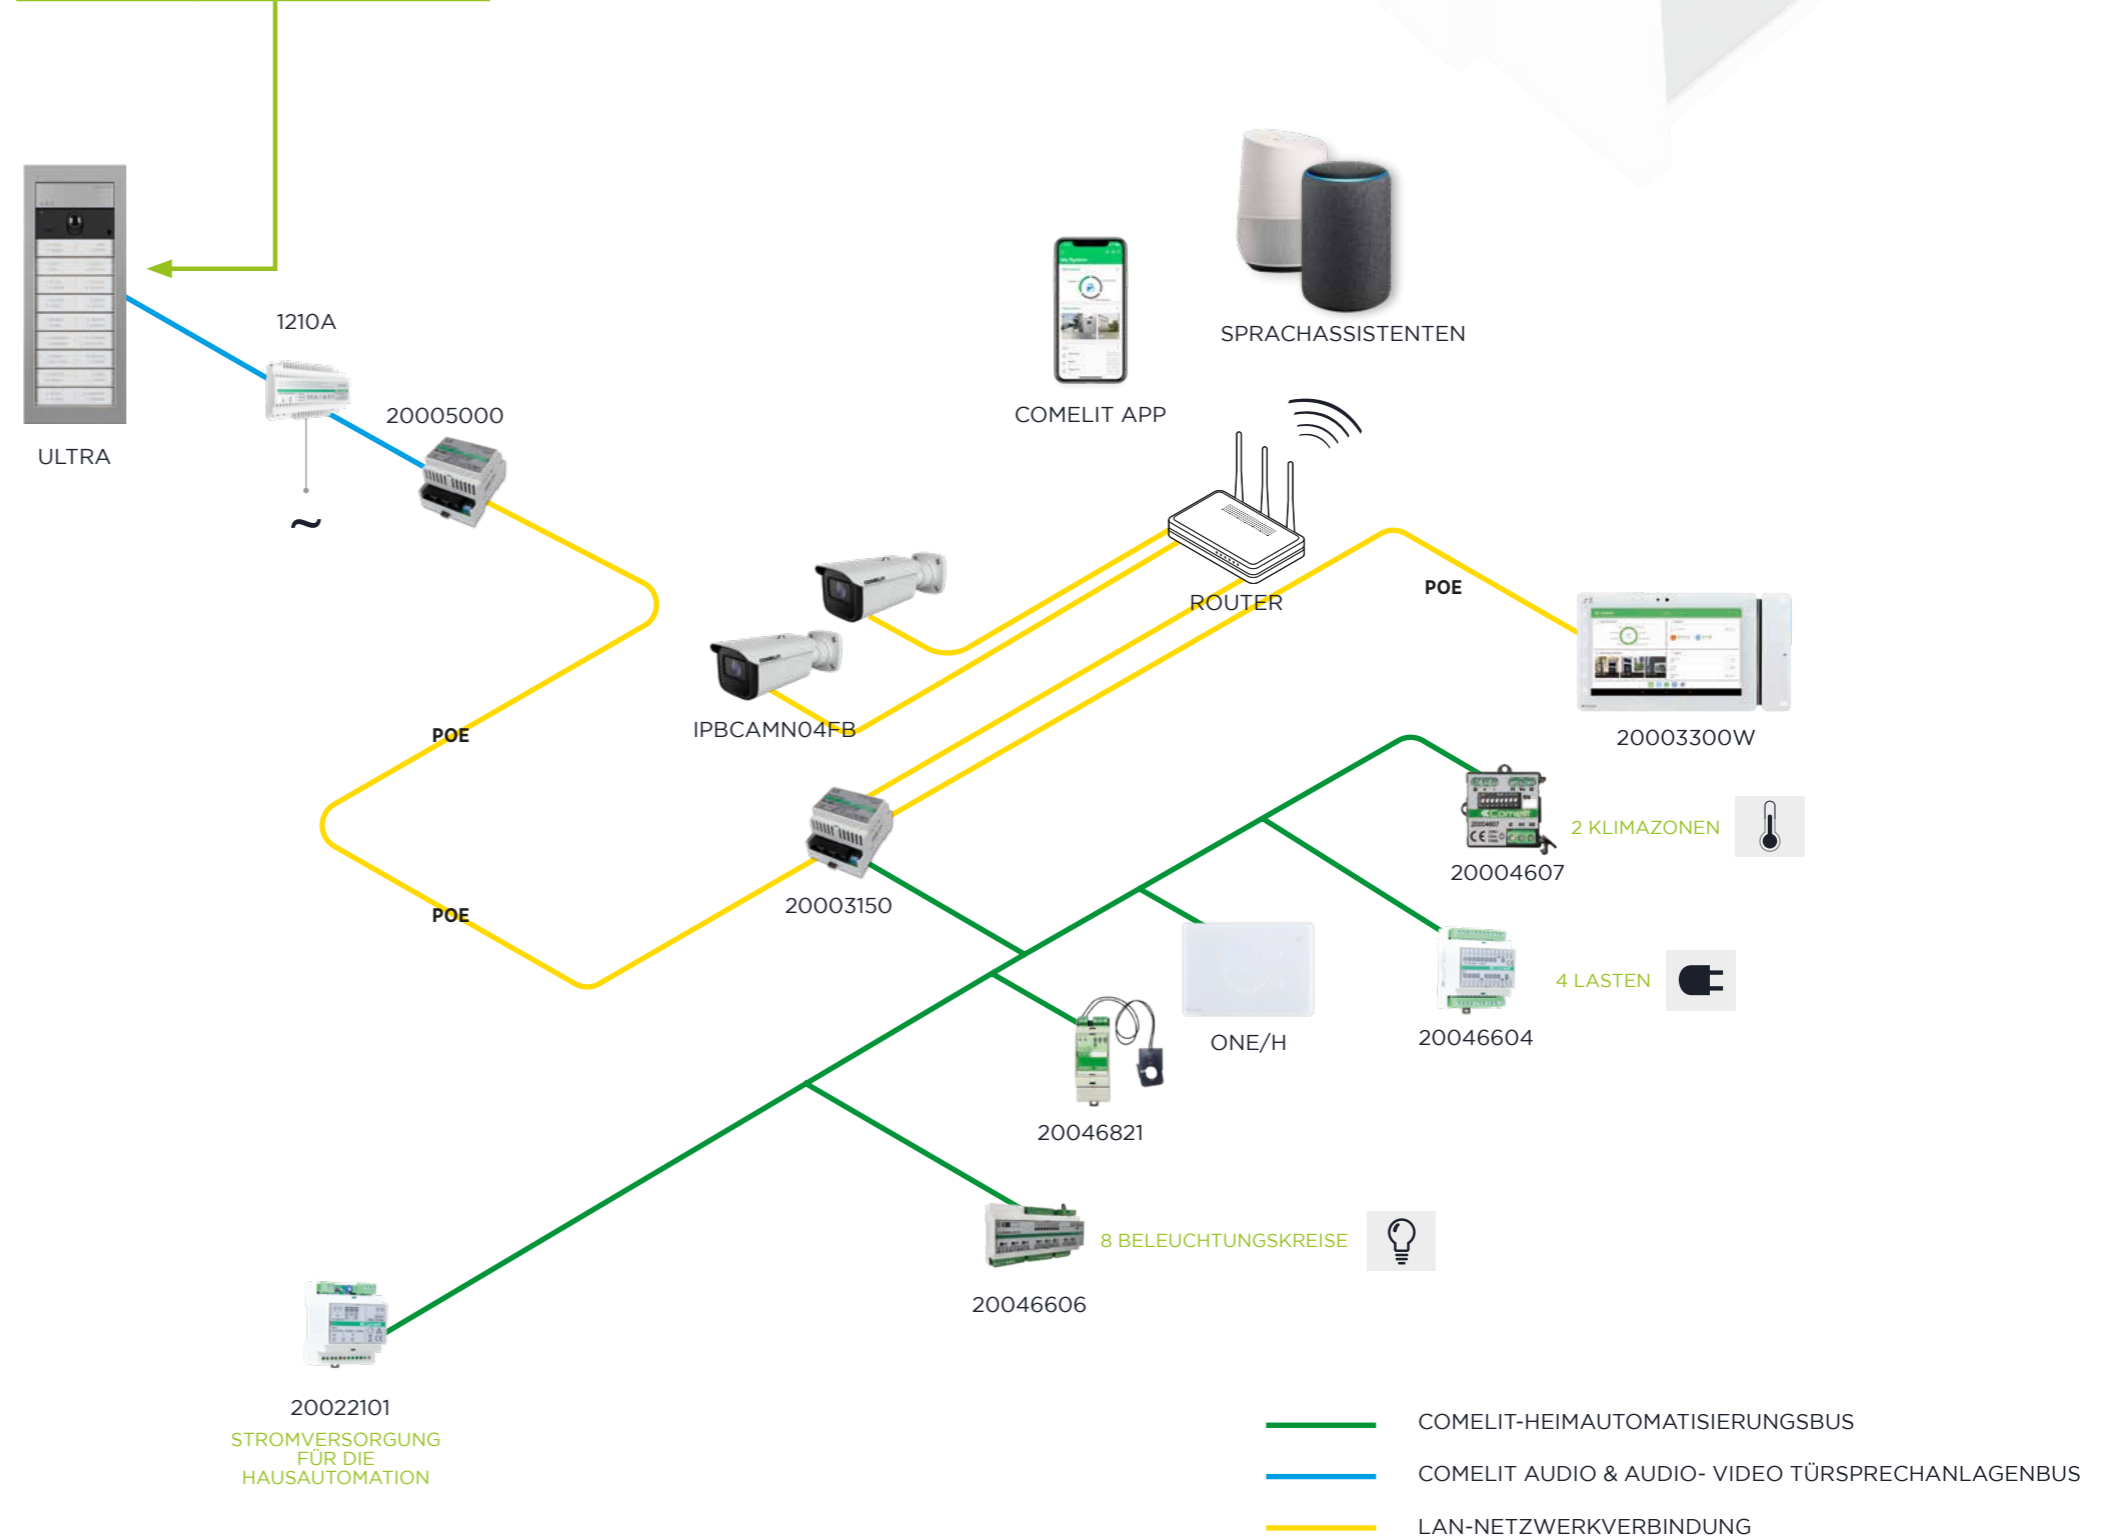 1210A
SPRACHASSISTENTEN
20005000
COMELIT APP
ULTRA
POE
ROUTER
IPBCAMN04FB
POE
20003300W
2 KLIMAZONEN
Comelit
20004607
20004607
20003150
POE
4 LASTEN
ONE/H
20046604
20046821
8 BELEUCHTUNGSKREISE
20046606
20022101
STROMVERSORGUNG
FÜR DIE
HAUSAUTOMATION
COMELIT-HEIMAUTOMATISIERUNGSBUS
COMELIT AUDIO & AUDIO- VIDEO TÜRSPRECHANLAGENBUS
LAN-NETZWERKVERBINDUNG